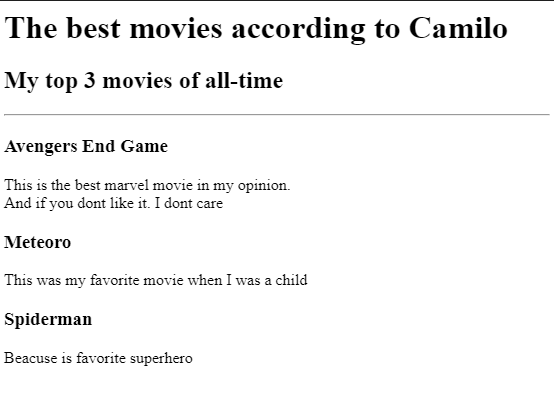 The best movies according to Camilo
My top 3 movies of all-time
Avengers End Game
This is the best marvel movie in my opinion.
And if you dont like it. I dont care
Meteoro
This was my favorite movie when I was a child
Spiderman
Beacuse is favorite superhero